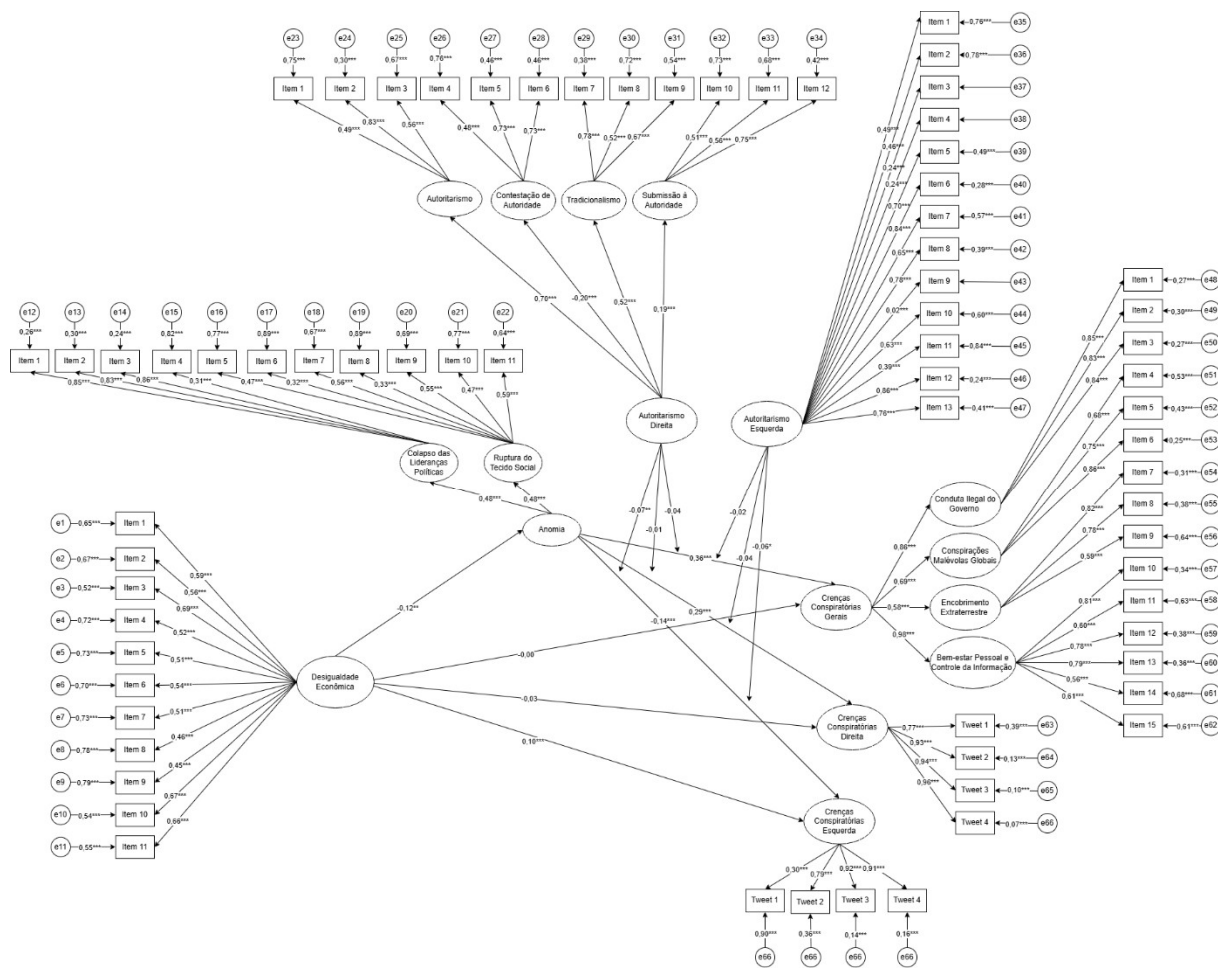 e23
e24
e25
e26
e27
e28
e29
e30
e31
e32
e33
e34
0,75***
0,30***
0,67***
0,76***
0,46***
0,46***
0,38***
0,72***
0,54***
0,73***
0,68***
0,42***
Item 1
Item 2
Item 3
Item 4
Item 5
Item 6
Item 7
Item 8
Item 9
Item 10
Item 11
Item 12
0,49***
0,83***
0,56***
0,48***
0,73***
0,73***
0,78***
0,52***
0,67***
0,51***
0,56***
0,75***
Autoritarismo
Contestação de
Autoridade
Tradicionalismo
Submissão à
Autoridade
0,70***
-0,20***
0,52***
0,19***
Item 1
0,76***
e35
Item 2
0,78***
e36
Item 3
e37
Item 4
e38
Item 5
0,49***
e39
Item 6
0,28***
e40
Item 7
0,57***
e41
Item 8
0,39***
e42
Item 9
e43
Item 10
0,60***
e44
Item 11
0,84***
e45
Item 12
0,24***
e46
Item 13
0,41***
e47
0,49***
0,46***
0,24***
0,24***
0,70***
0,84***
0,65***
0,78***
0,02***
0,63***
0,39***
0,86***
0,76***
e12
e13
e14
e15
e16
e17
e18
e19
e20
e21
e22
0,26***
0,30***
0,24***
0,82***
0,77***
0,89***
0,67***
0,89***
0,69***
0,77***
0,64***
Item 1
Item 2
Item 3
Item 4
Item 5
Item 6
Item 7
Item 8
Item 9
Item 10
Item 11
0,85***
0,83***
0,86***
0,31***
0,47***
0,32***
0,56***
0,33***
0,55***
0,47***
0,59***
Colapso das
Lideranças
Políticas
Ruptura do
Tecido Social
Autoritarismo
Direita
Autoritarismo
Esquerda
0,48***
0,48***
Anomia
-0,07**
-0,01
-0,04
-0,02
-0,04
-0,06*
0,36***
0,29***
-0,14***
-0,12**
-0,00
-0,03
0,10***
e1
0,65***
Item 1
e2
0,67***
Item 2
e3
0,52***
Item 3
e4
0,72***
Item 4
e5
0,73***
Item 5
e6
0,70***
Item 6
e7
0,73***
Item 7
e8
0,78***
Item 8
e9
0,79***
Item 9
e10
0,54***
Item 10
e11
0,55***
Item 11
0,59***
0,56***
0,69***
0,52***
0,51***
0,54***
0,51***
0,46***
0,45***
0,67***
0,66***
Desigualdade
Econômica
Crenças
Conspiratórias
Gerais
0,86***
0,69***
0,58***
0,98***
Conduta Ilegal do
Governo
Conspirações
Malévolas Globais
Encobrimento
Extraterrestre
Bem-estar Pessoal e
Controle da Informação
0,85***
0,83***
0,84***
0,68***
0,75***
0,86***
0,82***
0,78***
0,59***
0,81***
0,60***
0,78***
0,79***
0,56***
0,61***
Item 1
0,27***
e48
Item 2
0,30***
e49
Item 3
0,27***
e50
Item 4
0,53***
e51
Item 5
0,43***
e52
Item 6
0,25***
e53
Item 7
0,31***
e54
Item 8
0,38***
e55
Item 9
0,64***
e56
Item 10
0,34***
e57
Item 11
0,63***
e58
Item 12
0,38***
e59
Item 13
0,36***
e60
Item 14
0,68***
e61
Item 15
0,61***
e62
Crenças
Conspiratórias
Direita
0,77***
0,93***
0,94***
0,96***
Tweet 1
0,39***
e63
Tweet 2
0,13***
e64
Tweet 3
0,10***
e65
Tweet 4
0,07***
e66
Crenças
Conspiratórias
Esquerda
0,30***
0,79***
0,92***
0,91***
Tweet 1
Tweet 2
Tweet 3
Tweet 4
0,90***
0,36***
0,14***
0,16***
e66
e66
e66
e66